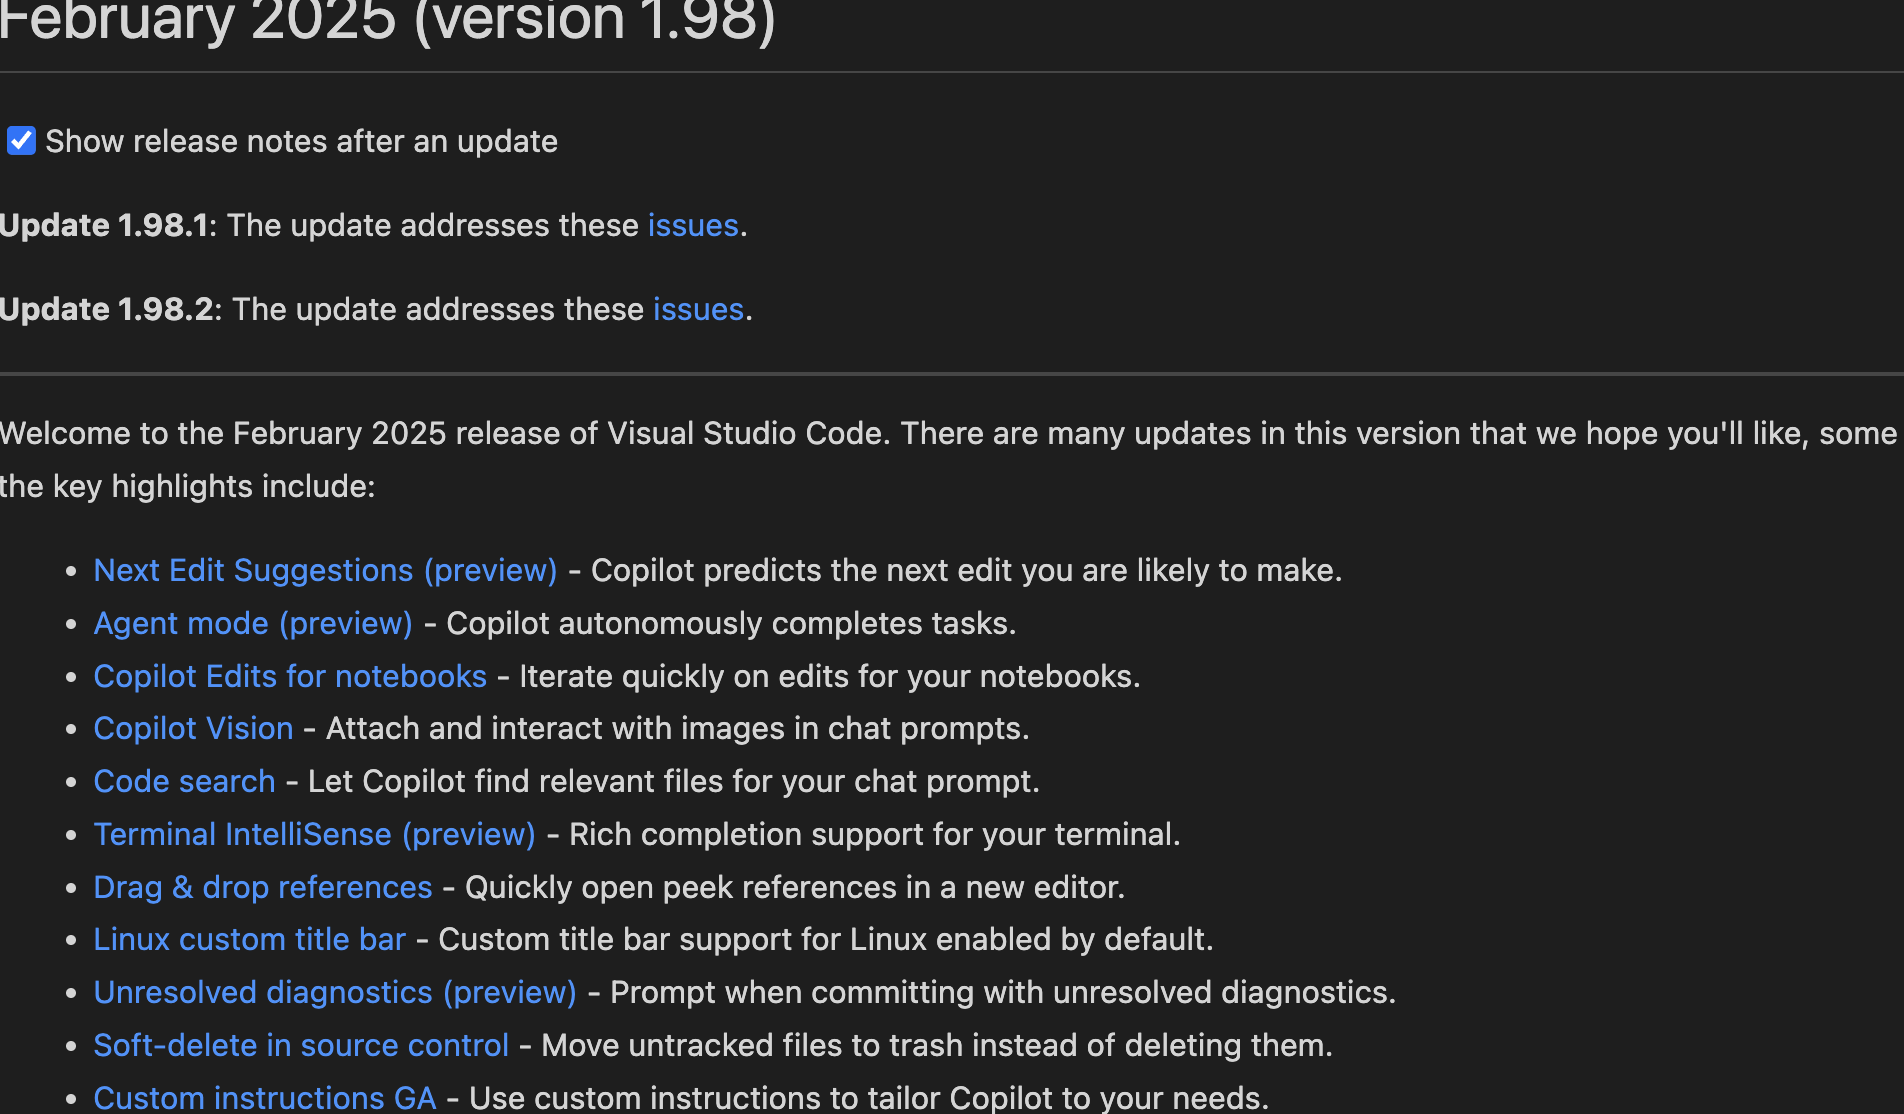 February 2025 (version 1.98)
Show release notes after an update
Update 1.98.1: The update addresses these issues.
Update 1.98.2: The update addresses these issues.
Welcome to the February 2025 release of Visual Studio Code. There are many updates in this version that we hope you'll like, some
the key highlights include:
• Next Edit Suggestions (preview) - Copilot predicts the next edit you are likely to make.
• Agent mode (preview) - Copilot autonomously completes tasks.
• Copilot Edits for notebooks - Iterate quickly on edits for your notebooks.
• Copilot Vision - Attach and interact with images in chat prompts.
• Code search - Let Copilot find relevant files for your chat prompt.
• Terminal IntelliSense (preview) - Rich completion support for your terminal.
• Drag & drop references - Quickly open peek references in a new editor.
• Linux custom title bar - Custom title bar support for Linux enabled by default.
• Unresolved diagnostics (preview) - Prompt when committing with unresolved diagnostics.
• Soft-delete in source control - Move untracked files to trash instead of deleting them.
• Custom instructions GA - Use custom instructions to tailor Copilot to your needs.